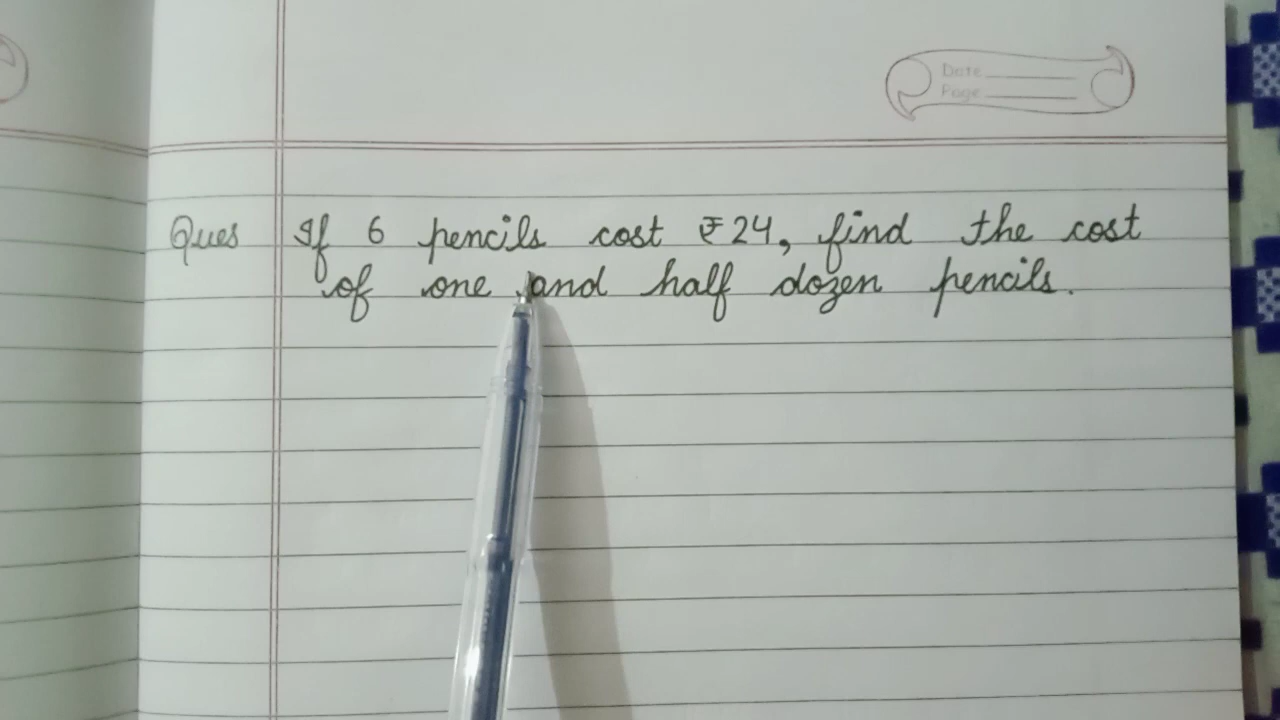 Date
Page
Ques If 6 pencils cost ₹24, find the cost
of one and half dozen pencils.